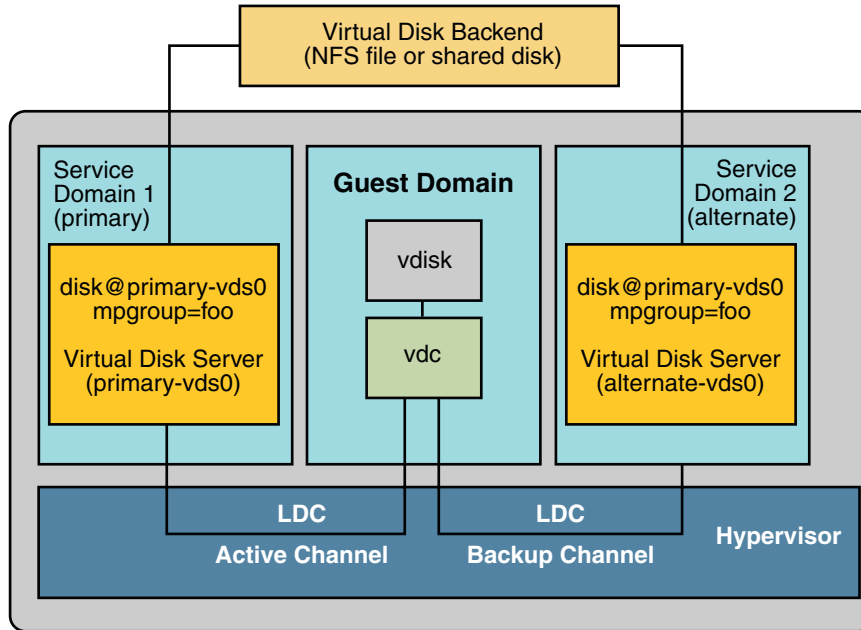 Virtual Disk Backend
(NFS file or shared disk)
Service
Domain 1
(primary)
disk@primary-vds0
mpgroup=foo
Virtual Disk Server
(primary-vds0)
Guest Domain
vdisk
vdc
Service
Domain 2
(alternate)
disk@primary-vds0
mpgroup=foo
Virtual Disk Server
(alternate-vds0)
LDC
Active Channel
LDC
Backup Channel
Hypervisor